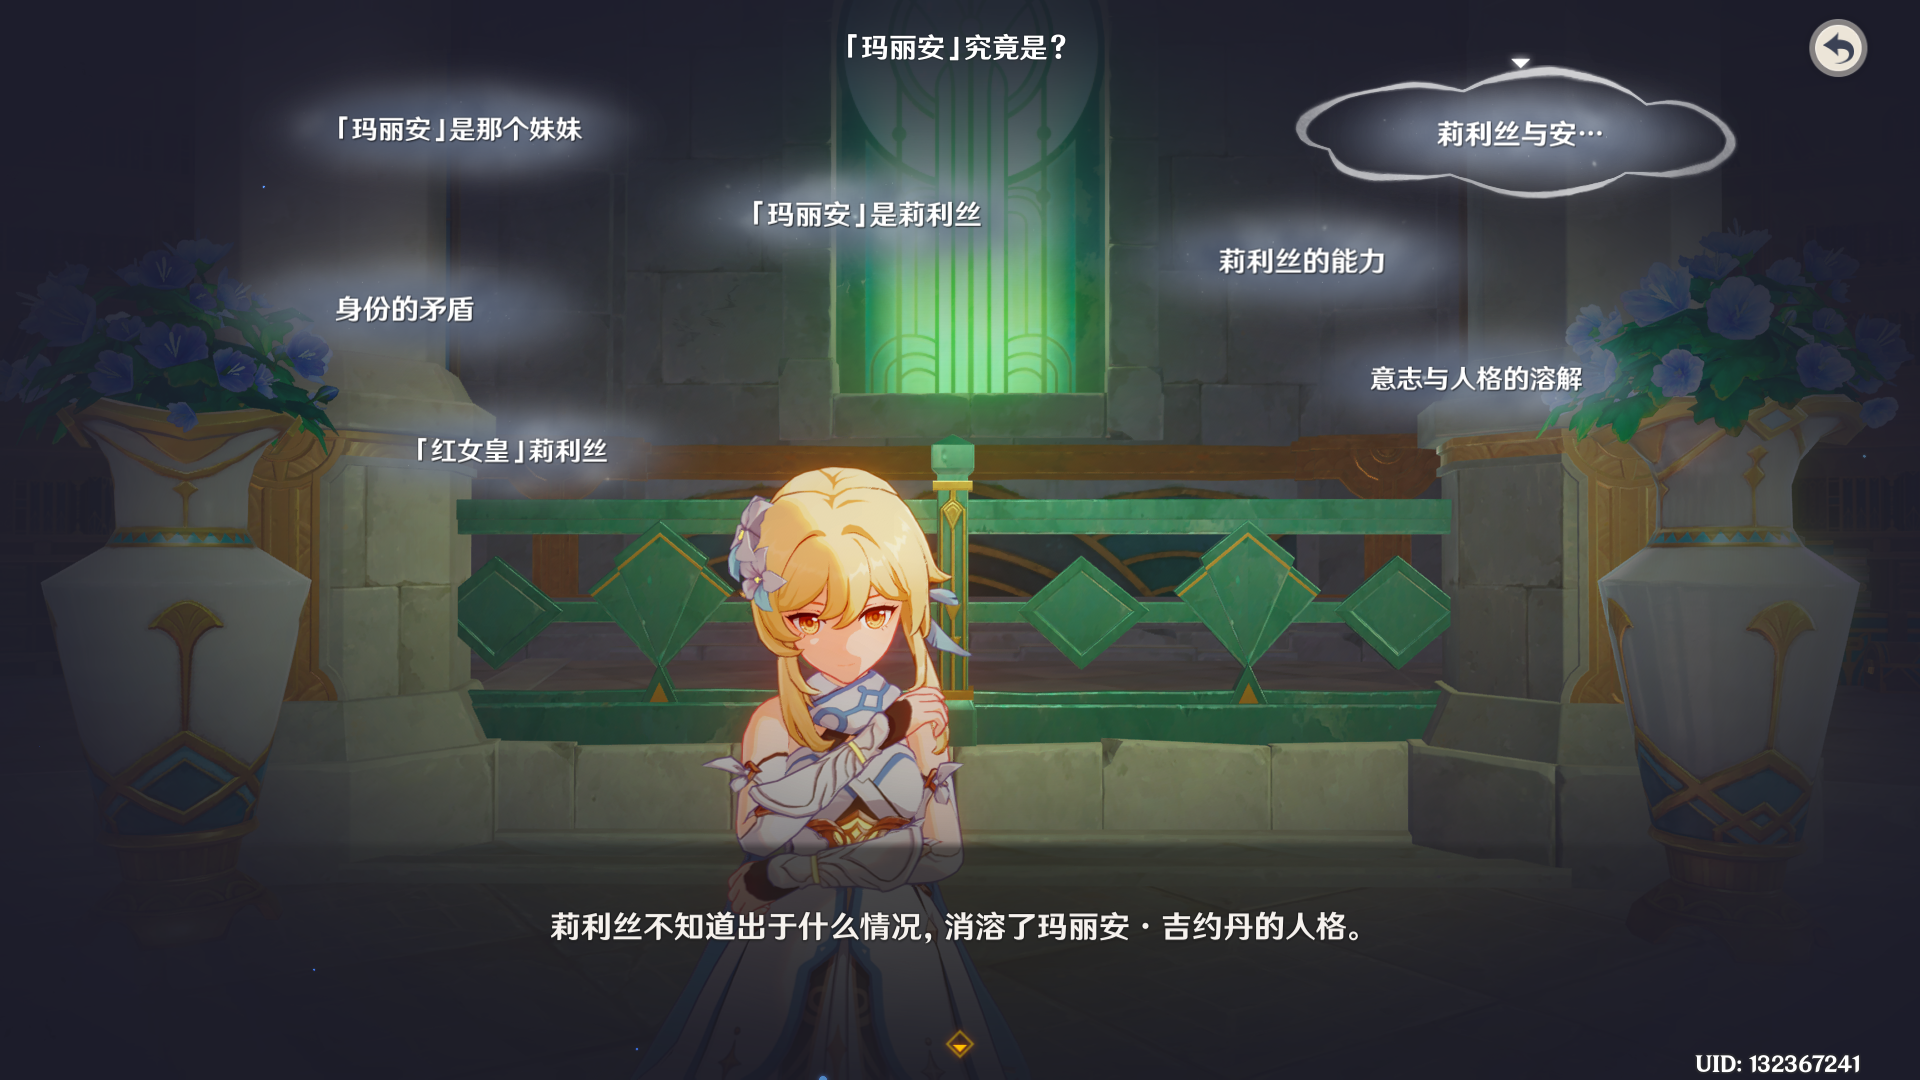 「玛丽安」究竟是？
「玛丽安」是那个妹妹
莉利丝与安…
「玛丽安」是莉利丝
莉利丝的能力
身份的矛盾
意志与人格的溶解
「红女皇」莉利丝
莉利丝不知道出于什么情况，消溶了玛丽安·吉约丹的人格。
UID: 132367241